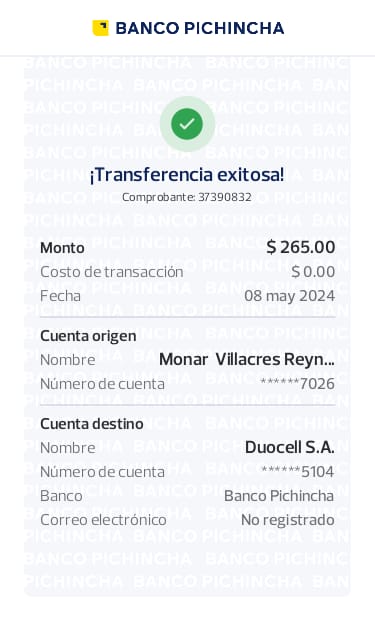 BANCO PICHINCHA
¡Transferencia exitosa!
Comprobante: 37390832
Monto $ 265.00
Costo de transacción $ 0.00
Fecha 08 may 2024
Cuenta origen
Nombre Monar Villacres Reyn...
Número de cuenta ******7026
Cuenta destino
Nombre Duocell S.A.
Número de cuenta ******5104
Banco Banco Pichincha
Correo electrónico No registrado